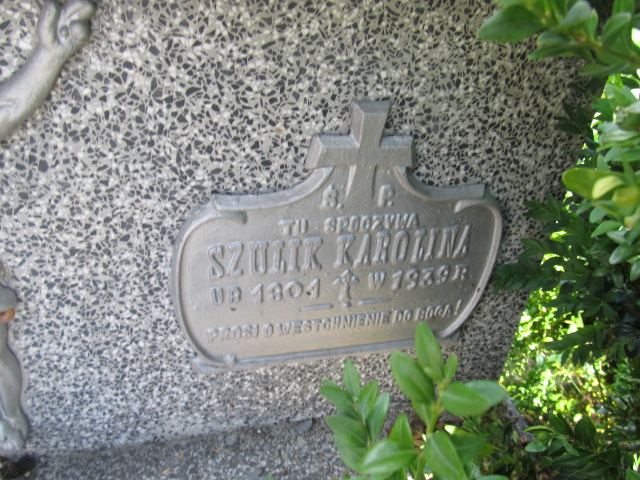 Ś. P.
TU SPOCZYWA
SZULIK KAROLINA
UR 1904 W 1939 R
PROSI O WESTCHNIENIE DO BOGA!